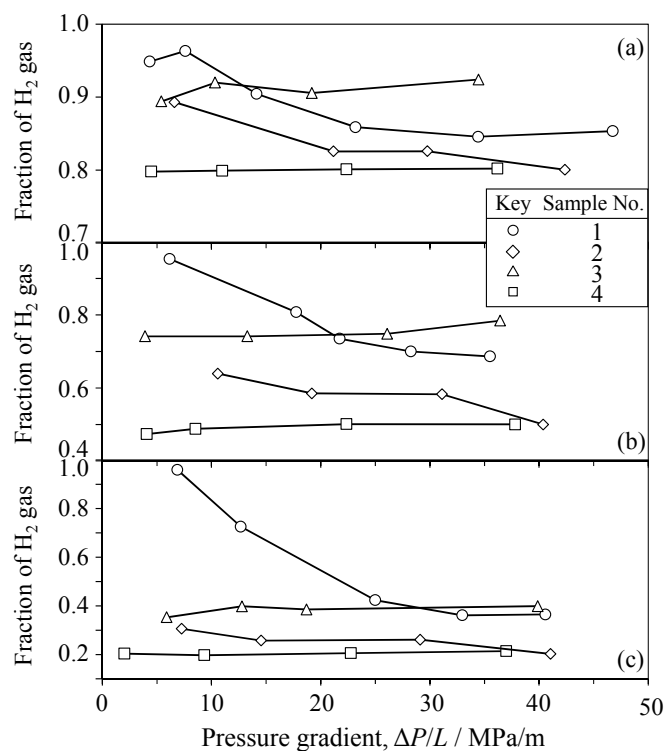 1.0
(a)
0.9
0.8
0.7
Fraction of H₂ gas
Key Sample No.
1
2
3
4
1.0
0.8
0.6
0.4
(b)
Fraction of H₂ gas
1.0
0.8
0.6
0.4
0.2
(c)
Fraction of H₂ gas
0 10 20 30 40 50
Pressure gradient, ΔP/L / MPa/m